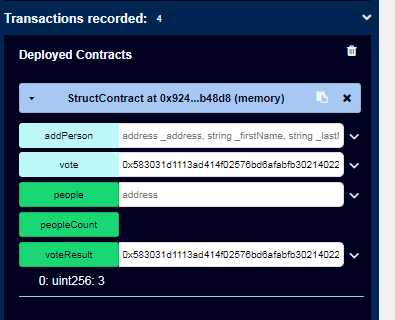 Transactions recorded: 4
Deployed Contracts
StructContract at 0x924...b48d8 (memory)
addPerson address _address, string _firstName, string _lastN
vote 0x583031d1113ad414f02576bd6afabfb30214022
people address
peopleCount
voteResult 0x583031d1113ad414f02576bd6afabfb30214022
0: uint256: 3